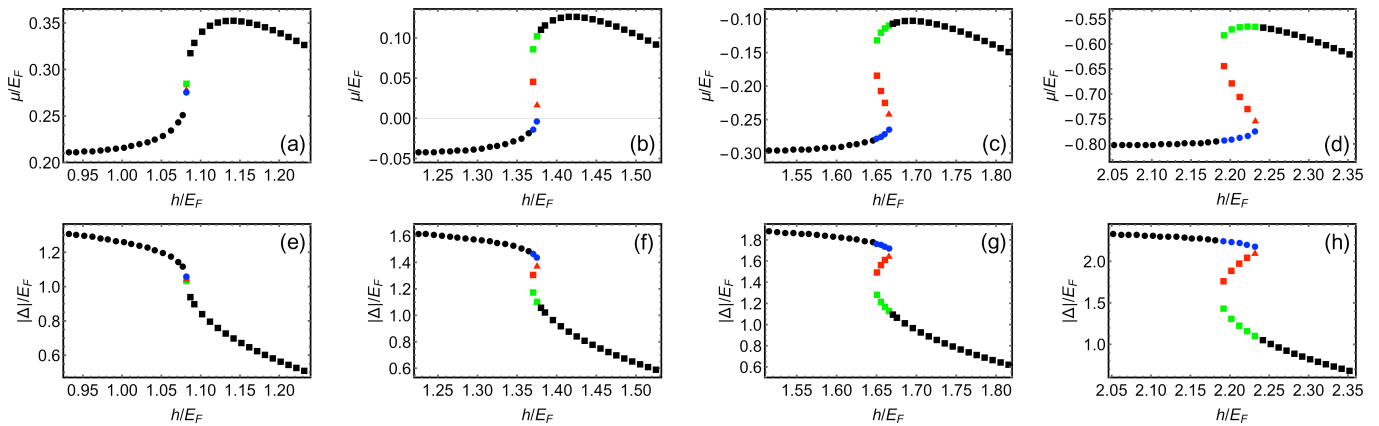 0.35
0.30
0.25
0.20
μ/E_F
(a)
0.95 1.00 1.05 1.10 1.15 1.20
h/E_F
0.10
0.05
0.00
−0.05
μ/E_F
(b)
1.25 1.30 1.35 1.40 1.45 1.50
h/E_F
−0.10
−0.15
−0.20
−0.25
−0.30
μ/E_F
(c)
1.55 1.60 1.65 1.70 1.75 1.80
h/E_F
−0.55
−0.60
−0.65
−0.70
−0.75
−0.80
μ/E_F
(d)
2.05 2.10 2.15 2.20 2.25 2.30 2.35
h/E_F
1.2
1.0
0.8
0.6
|Δ|/E_F
(e)
0.95 1.00 1.05 1.10 1.15 1.20
h/E_F
1.6
1.4
1.2
1.0
0.8
0.6
|Δ|/E_F
(f)
1.25 1.30 1.35 1.40 1.45 1.50
h/E_F
1.8
1.6
1.4
1.2
1.0
0.8
0.6
|Δ|/E_F
(g)
1.55 1.60 1.65 1.70 1.75 1.80
h/E_F
2.0
1.5
1.0
|Δ|/E_F
(h)
2.05 2.10 2.15 2.20 2.25 2.30 2.35
h/E_F